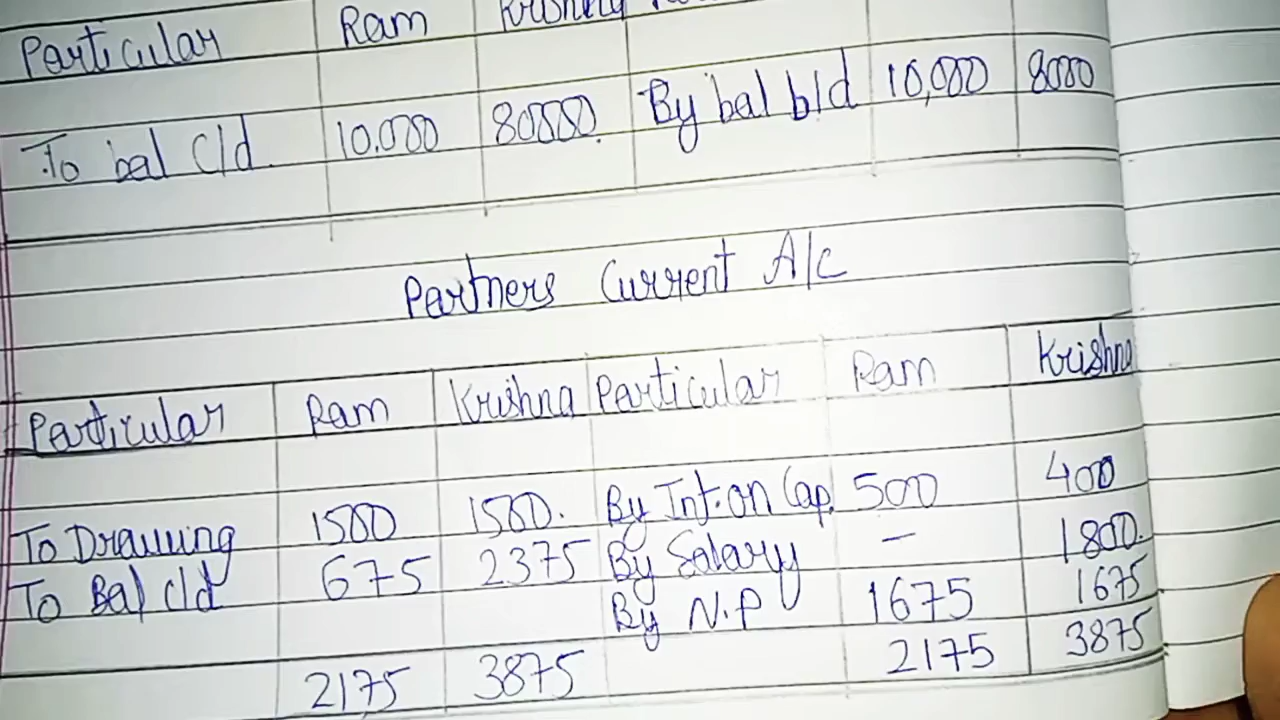 Particular Ram Krishna
To bal c/d. 10,000 80000. By bal b/d 10,000 8000
Partners Current A/c
Particular Ram Krishna Particular Ram Krishna
To Drawing 1500 1500. By Int. on Cap. 500 400
To Bal c/d 675 2375 By Salary - 1800.
By N.P 1675 1675
2175 3875 2175 3875